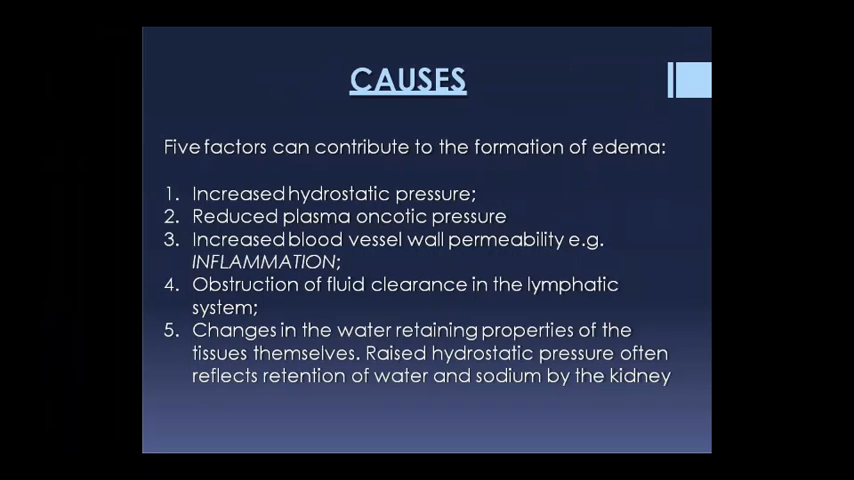 CAUSES
Five factors can contribute to the formation of edema:
1. Increased hydrostatic pressure;
2. Reduced plasma oncotic pressure
3. Increased blood vessel wall permeability e.g.
INFLAMMATION;
4. Obstruction of fluid clearance in the lymphatic
system;
5. Changes in the water retaining properties of the
tissues themselves. Raised hydrostatic pressure often
reflects retention of water and sodium by the kidney